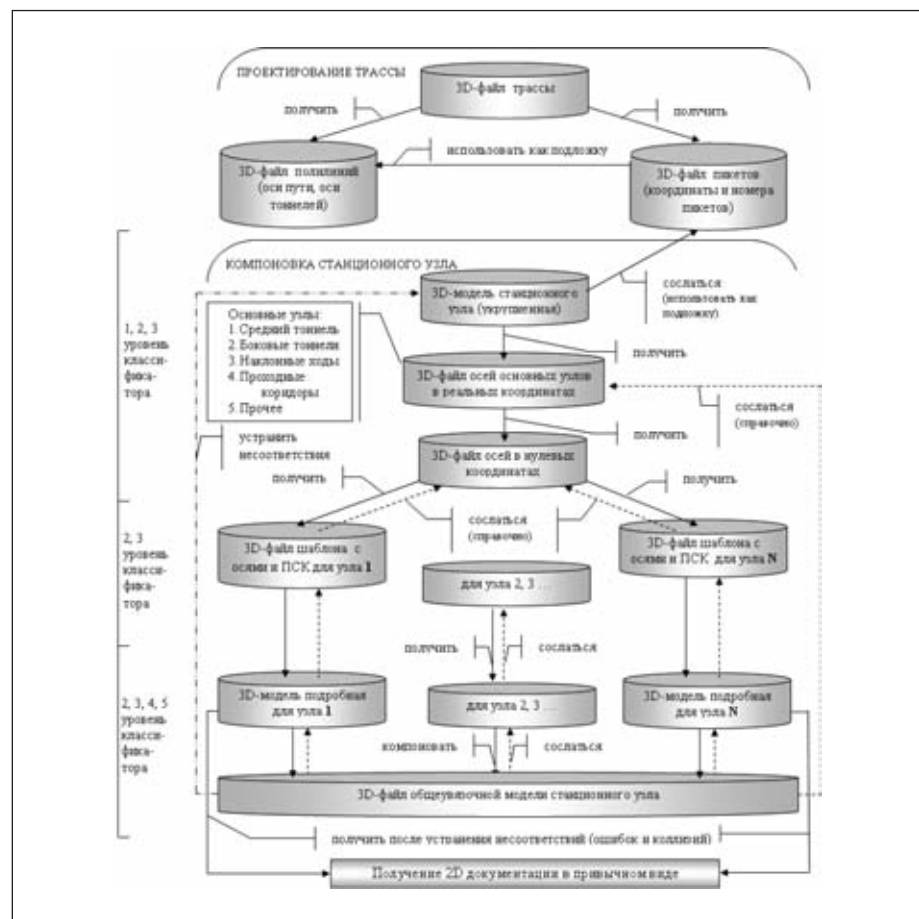 ПРОЕКТИРОВАНИЕ ТРАССЫ
3D-файл трассы
получить
получить
3D-файл полилиний
(оси пути, оси
тоннелей)
использовать как подложку
3D-файл пикетов
(координаты и номера
пикетов)
КОМПОНОВКА СТАНЦИОННОГО УЗЛА
3D-модель станционного
узла (укрупненная)
сослаться
(использовать как
подложку)
1, 2, 3
уровень
класси-
фика-
тора
Основные узлы:
1. Средний тоннель
2. Боковые тоннели
3. Наклонные ходы
4. Проходные
коридоры
5. Прочее
получить
3D-файл осей основных узлов
в реальных координатах
сослаться
(справочно)
устранить
несоответствия
получить
3D-файл осей в нулевых
координатах
получить
получить
сослаться
(справочно)
2, 3
уровень
класси-
фика-
тора
3D-файл шаблона с
осями и ПСК для узла 1
3D-файл шаблона с
осями и ПСК для узла N
для узла 2, 3 ...
получить
сослаться
2, 3, 4, 5
уровень
класси-
фика-
тора
3D-модель подробная
для узла 1
для узла 2, 3 ...
3D-модель подробная
для узла N
компоновать
сослаться
3D-файл общеувязочной модели станционного узла
получить после устранения несоответствий (ошибок и коллизий)
Получение 2D документации в привычном виде